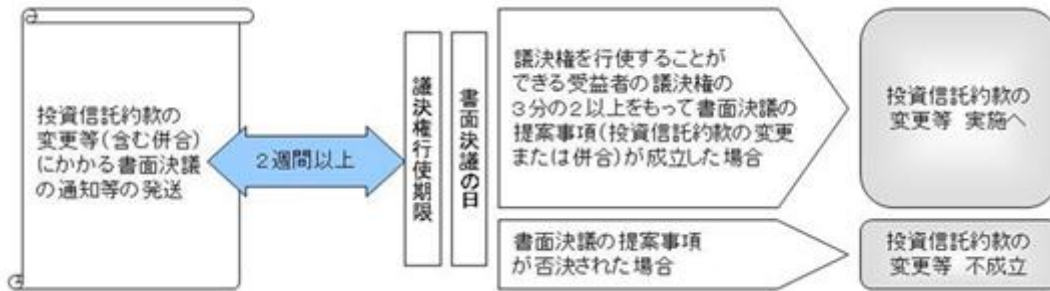 投資信託約款の
変更等(含む併合)
にかかる書面決議
の通知等の発送
2週間以上
議決権行使期限
書面決議の日
議決権を行使することが
できる受益者の議決権の
3分の2以上をもって書面決議の
提案事項(投資信託約款の変更
または併合)が成立した場合
投資信託約款の
変更等 実施へ
書面決議の提案事項
が否決された場合
投資信託約款の
変更等 不成立